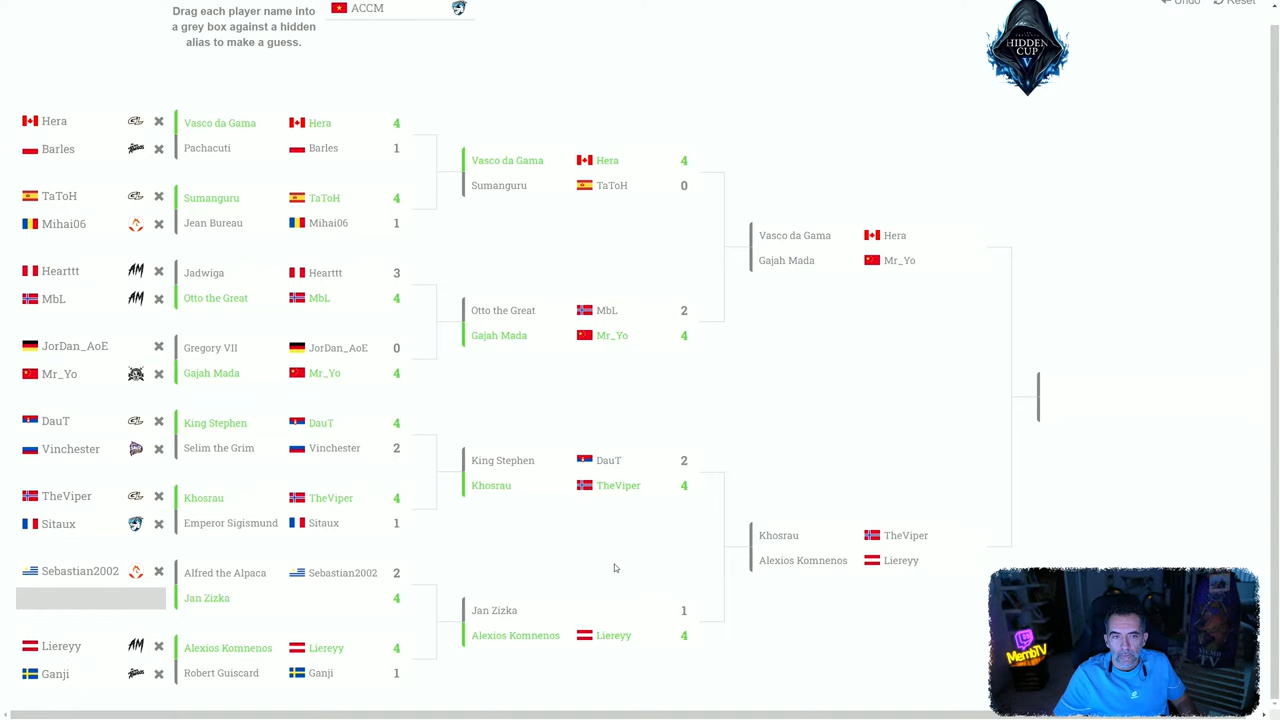 Drag each player name into
a grey box against a hidden
alias to make a guess.
ACCM
Undo
Reset
HIDDEN
CUP
V
Hera
Barles
TaToH
Mihai06
Hearttt
MbL
JorDan_AoE
Mr_Yo
DauT
Vinchester
TheViper
Sitaux
Sebastian2002
Liereyy
Ganji
Vasco da Gama Hera 4
Pachacuti Barles 1
Sumanguru TaToH 4
Jean Bureau Mihai06 1
Jadwiga Hearttt 3
Otto the Great MbL 4
Gregory VII JorDan_AoE 0
Gajah Mada Mr_Yo 4
King Stephen DauT 4
Selim the Grim Vinchester 2
Khosrau TheViper 4
Emperor Sigismund Sitaux 1
Alfred the Alpaca Sebastian2002 2
Jan Zizka 4
Alexios Komnenos Liereyy 4
Robert Guiscard Ganji 1
Vasco da Gama Hera 4
Sumanguru TaToH 0
Otto the Great MbL 2
Gajah Mada Mr_Yo 4
King Stephen DauT 2
Khosrau TheViper 4
Jan Zizka 1
Alexios Komnenos Liereyy 4
Vasco da Gama Hera
Gajah Mada Mr_Yo
Khosrau TheViper
Alexios Komnenos Liereyy
MembTV